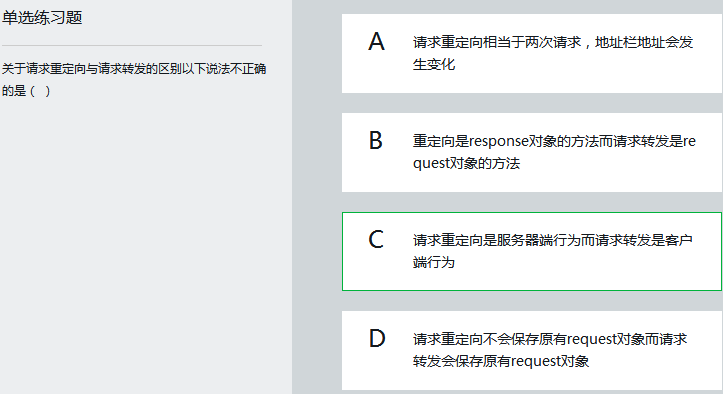 单选练习题
关于请求重定向与请求转发的区别以下说法不正确
的是（ ）
A
请求重定向相当于两次请求，地址栏地址会发
生变化
B
重定向是response对象的方法而请求转发是re
quest对象的方法
C
请求重定向是服务器端行为而请求转发是客户
端行为
D
请求重定向不会保存原有request对象而请求
转发会保存原有request对象